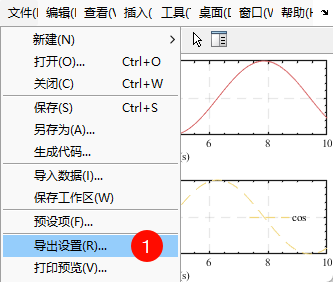 文件(F 编辑(E 查看(V 插入(I 工具(T 桌面(D 窗口(W 帮助(H
新建(N)
打开(O)... Ctrl+O
关闭(C) Ctrl+W
保存(S) Ctrl+S
另存为(A)...
生成代码...
导入数据(I)...
保存工作区(W)
预设项(F)...
导出设置(R)... 1
打印预览(V)...
6 8 10
(s)
cos
6 8 10
(s)